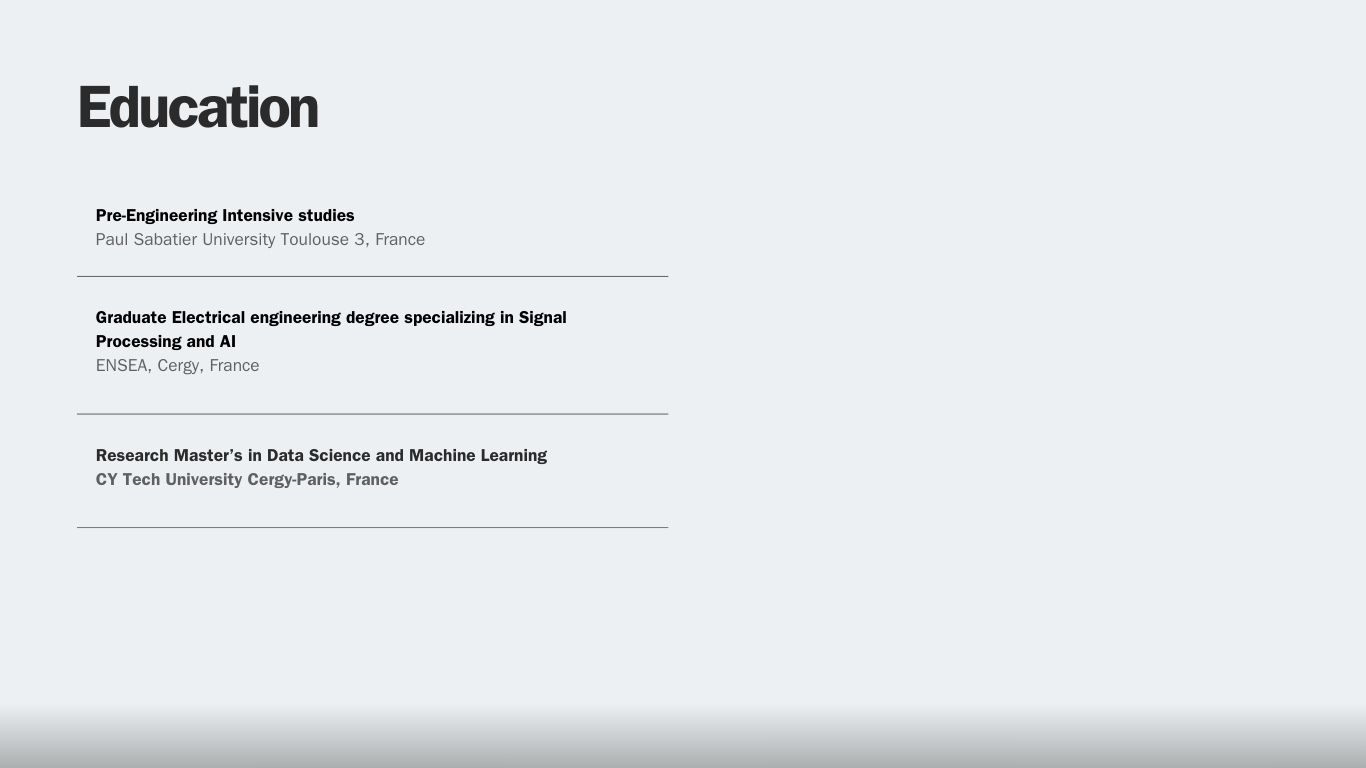 Education
Pre-Engineering Intensive studies
Paul Sabatier University Toulouse 3, France
Graduate Electrical engineering degree specializing in Signal
Processing and AI
ENSEA, Cergy, France
Research Master’s in Data Science and Machine Learning
CY Tech University Cergy-Paris, France